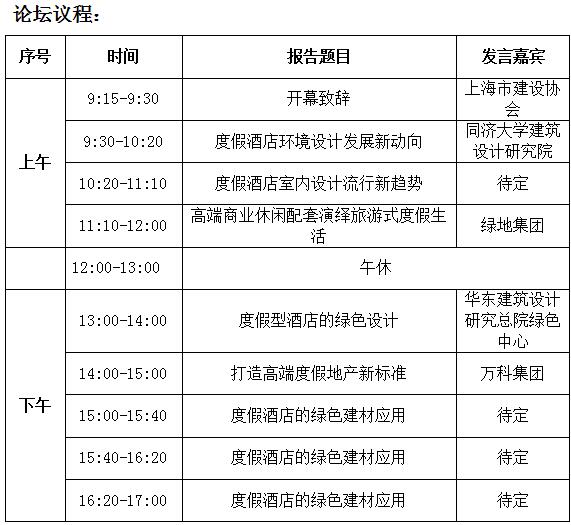 论坛议程：
序号 时间 报告题目 发言嘉宾
上午
9:15-9:30 开幕致辞 上海市建设协
会
9:30-10:20 度假酒店环境设计发展新动向 同济大学建筑
设计研究院
10:20-11:10 度假酒店室内设计流行新趋势 待定
11:10-12:00 高端商业休闲配套演绎旅游式度假生
活 绿地集团
12:00-13:00 午休
下午
13:00-14:00 度假型酒店的绿色设计 华东建筑设计
研究总院绿色
中心
14:00-15:00 打造高端度假地产新标准 万科集团
15:00-15:40 度假酒店的绿色建材应用 待定
15:40-16:20 度假酒店的绿色建材应用 待定
16:20-17:00 度假酒店的绿色建材应用 待定